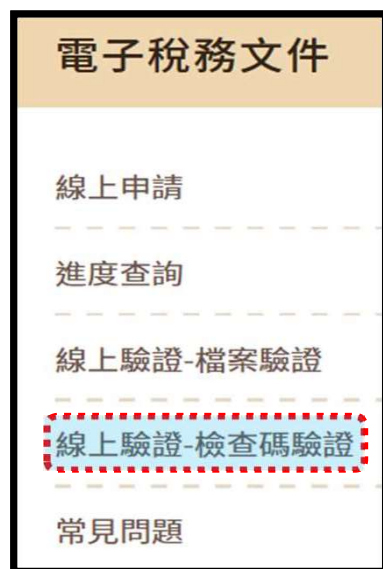 電子稅務文件
線上申請
進度查詢
線上驗證-檔案驗證
線上驗證-檢查碼驗證
常見問題